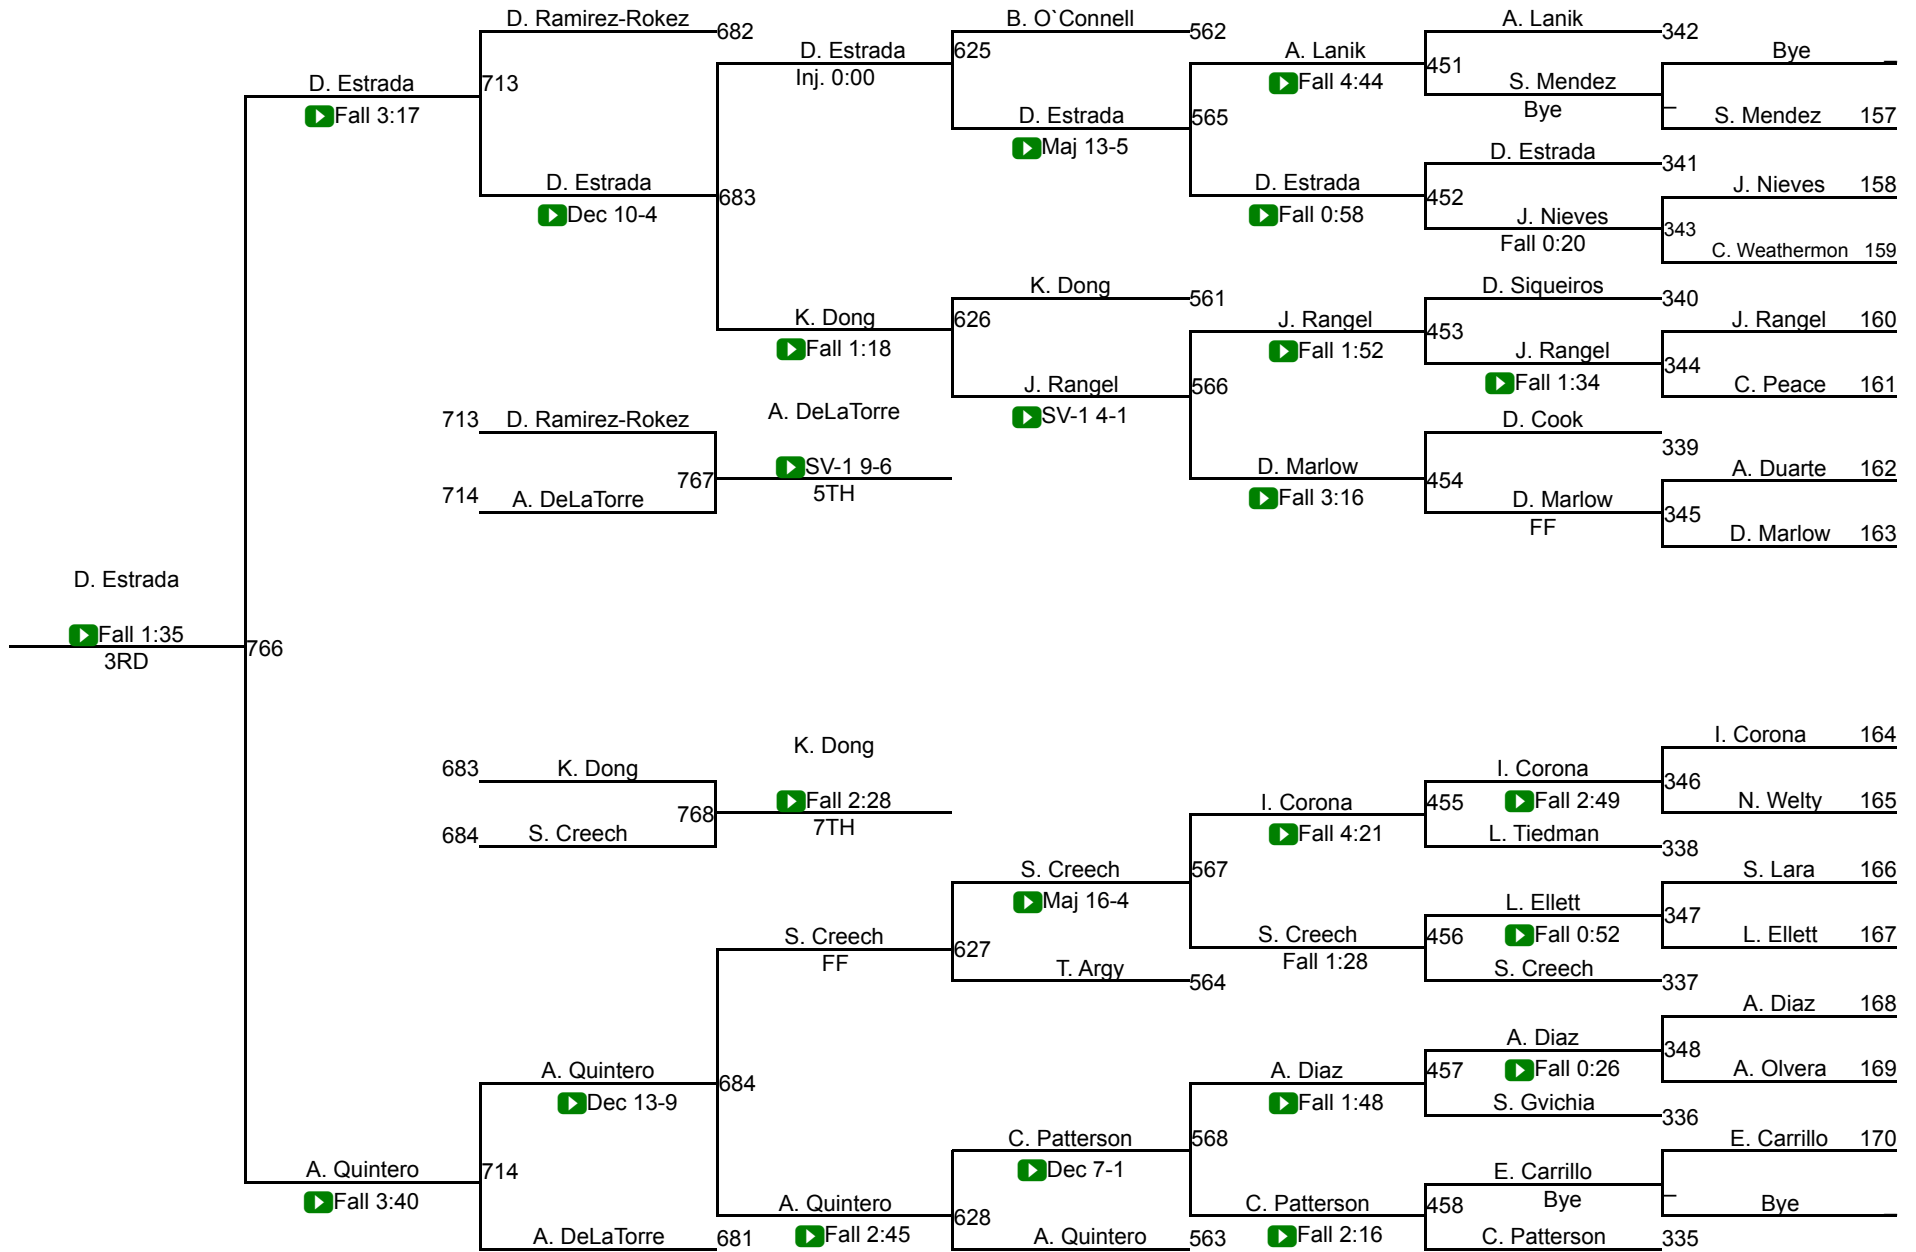 D. Ramirez-Rokez
682
B. O`Connell
562
A. Lanik
342
D. Estrada
Inj. 0:00
625
A. Lanik
Fall 4:44
451
Bye
S. Mendez
Bye
D. Estrada
Fall 3:17
713
D. Estrada
Maj 13-5
565
S. Mendez 157
D. Estrada
341
D. Estrada
Dec 10-4
683
D. Estrada
Fall 0:58
452
J. Nieves 158
J. Nieves
Fall 0:20
343
C. Weathermon 159
K. Dong
561
D. Siqueiros
340
K. Dong
Fall 1:18
626
J. Rangel
Fall 1:52
453
J. Rangel 160
J. Rangel
Fall 1:34
344
J. Rangel
SV-1 4-1
566
C. Peace 161
713 D. Ramirez-Rokez
A. DeLaTorre
SV-1 9-6
5TH
767
714 A. DeLaTorre
D. Cook
339
D. Marlow
Fall 3:16
454
A. Duarte 162
D. Marlow
FF
345
D. Marlow 163
D. Estrada
Fall 1:35
3RD
766
683 K. Dong
K. Dong
Fall 2:28
7TH
768
684 S. Creech
I. Corona 164
I. Corona
Fall 2:49
346
I. Corona
Fall 4:21
455
N. Welty 165
L. Tiedman
338
S. Creech
Maj 16-4
567
S. Lara 166
L. Ellett
Fall 0:52
347
S. Creech
FF
627
S. Creech
Fall 1:28
456
L. Ellett 167
T. Argy
564
S. Creech
337
A. Diaz 168
A. Diaz
Fall 0:26
348
A. Quintero
Dec 13-9
684
A. Diaz
Fall 1:48
457
A. Olvera 169
S. Gvichia
336
C. Patterson
Dec 7-1
568
E. Carrillo 170
A. Quintero
Fall 3:40
714
E. Carrillo
Bye
A. Quintero
Fall 2:45
628
C. Patterson
Fall 2:16
458
Bye
A. DeLaTorre
681
A. Quintero
563
C. Patterson
335